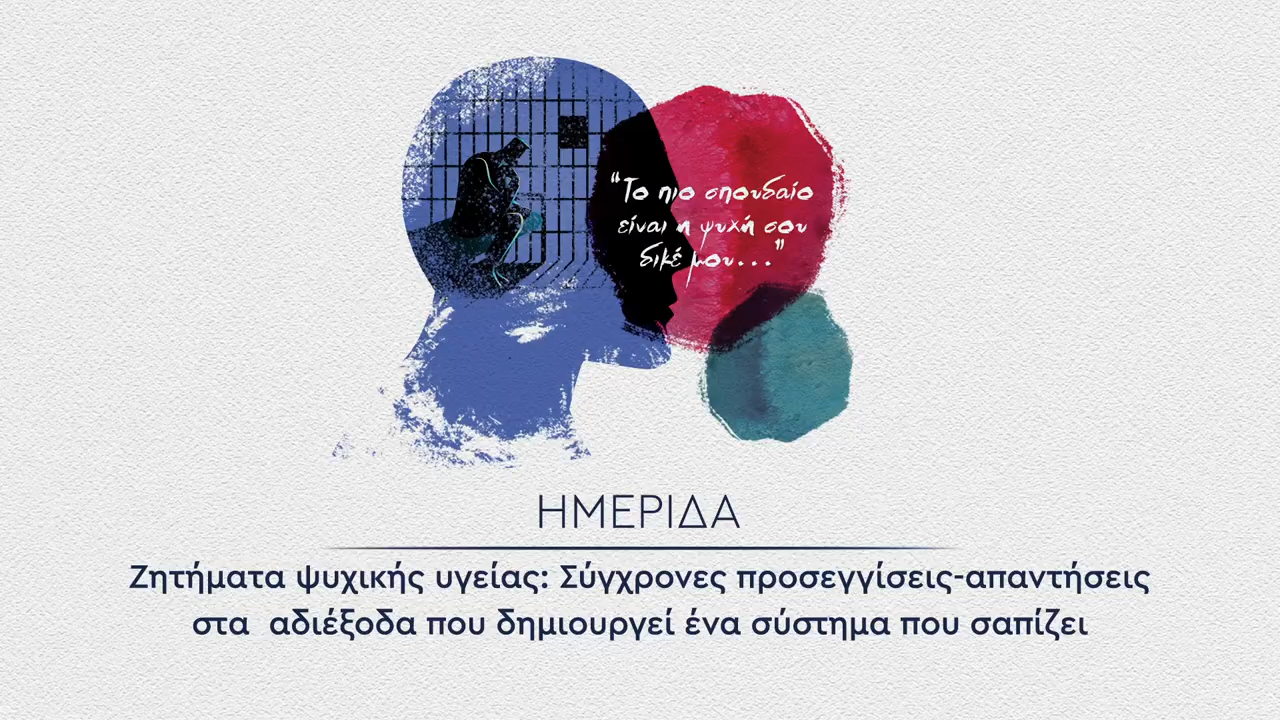 “Το πιο σπουδαίο
είναι η ψυχή σου
δικέ μου...”
ΗΜΕΡΙΔΑ
Ζητήματα ψυχικής υγείας: Σύγχρονες προσεγγίσεις-απαντήσεις
στα αδιέξοδα που δημιουργεί ένα σύστημα που σαπίζει